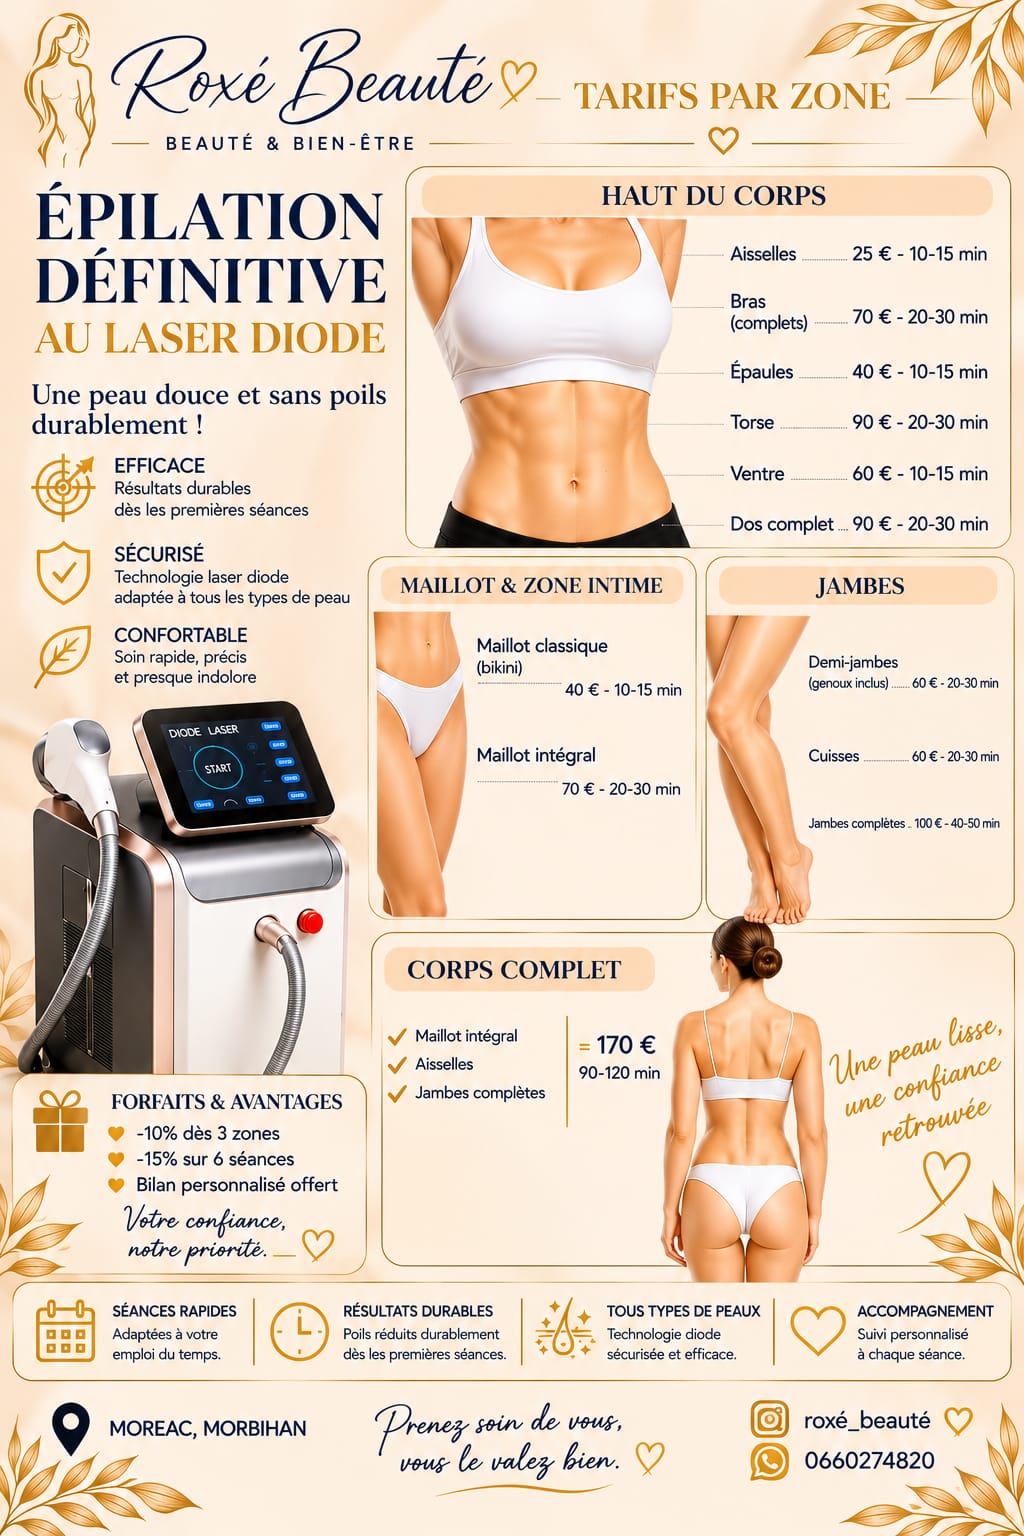 Roxé Beauté
BEAUTÉ & BIEN-ÊTRE
TARIFS PAR ZONE
ÉPILATION
DÉFINITIVE
AU LASER DIODE
Une peau douce et sans poils
durablement !
EFFICACE
Résultats durables
dès les premières séances
SÉCURISÉ
Technologie laser diode
adaptée à tous les types de peau
CONFORTABLE
Soin rapide, précis
et presque indolore
DIODE LASER
START
HAUT DU CORPS
Aisselles 25 € - 10-15 min
Bras
(complets) 70 € - 20-30 min
Épaules 40 € - 10-15 min
Torse 90 € - 20-30 min
Ventre 60 € - 10-15 min
Dos complet 90 € - 20-30 min
MAILLOT & ZONE INTIME
Maillot classique
(bikini)
40 € - 10-15 min
Maillot intégral
70 € - 20-30 min
JAMBES
Demi-jambes
(genoux inclus) 60 € - 20-30 min
Cuisses 60 € - 20-30 min
Jambes complètes 100 € - 40-50 min
CORPS COMPLET
Maillot intégral
Aisselles
Jambes complètes
= 170 €
90-120 min
Une peau lisse,
une confiance
retrouvée
FORFAITS & AVANTAGES
-10% dès 3 zones
-15% sur 6 séances
Bilan personnalisé offert
Votre confiance,
notre priorité.
SÉANCES RAPIDES
Adaptées à votre
emploi du temps.
RÉSULTATS DURABLES
Poils réduits durablement
dès les premières séances.
TOUS TYPES DE PEAUX
Technologie diode
sécurisée et efficace.
ACCOMPAGNEMENT
Suivi personnalisé
à chaque séance.
MOREAC, MORBIHAN
Prenez soin de vous,
vous le valez bien.
roxé_beauté
0660274820